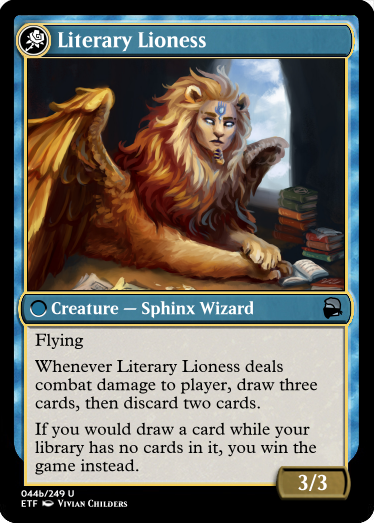 Literary Lioness
Creature — Sphinx Wizard
Flying
Whenever Literary Lioness deals
combat damage to player, draw three
cards, then discard two cards.
If you would draw a card while your
library has no cards in it, you win the
game instead.
3/3
044b/249 U
ETF Vivian Childers